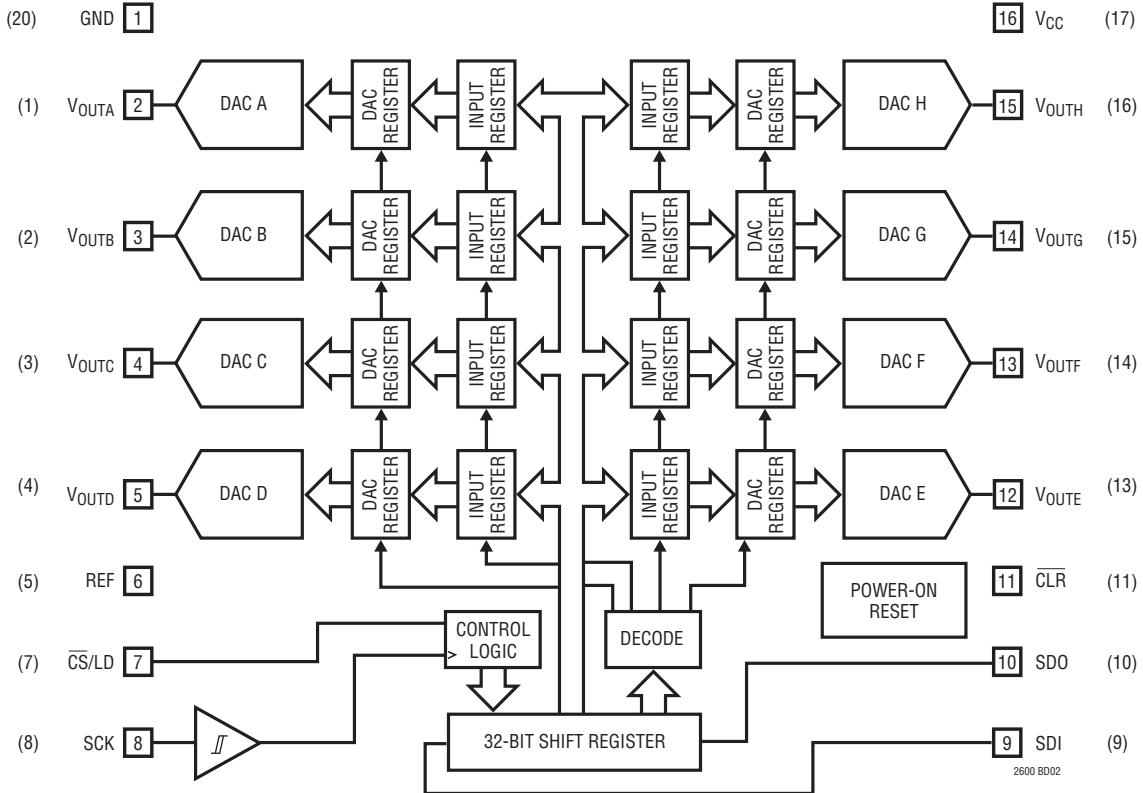 (20) GND 1 16 VCC (17)
(1) VOUTA 2 DAC A DAC REGISTER INPUT REGISTER INPUT REGISTER DAC REGISTER DAC H 15 VOUTH (16)
(2) VOUTB 3 DAC B DAC REGISTER INPUT REGISTER INPUT REGISTER DAC REGISTER DAC G 14 VOUTG (15)
(3) VOUTC 4 DAC C DAC REGISTER INPUT REGISTER INPUT REGISTER DAC REGISTER DAC F 13 VOUTF (14)
(4) VOUTD 5 DAC D DAC REGISTER INPUT REGISTER INPUT REGISTER DAC REGISTER DAC E 12 VOUTE (13)
(5) REF 6 POWER-ON RESET 11 C̅L̅R̅ (11)
(7) C̅S̅/LD 7 CONTROL LOGIC DECODE 10 SDO (10)
(8) SCK 8 32-BIT SHIFT REGISTER 9 SDI (9)
2600 BD02